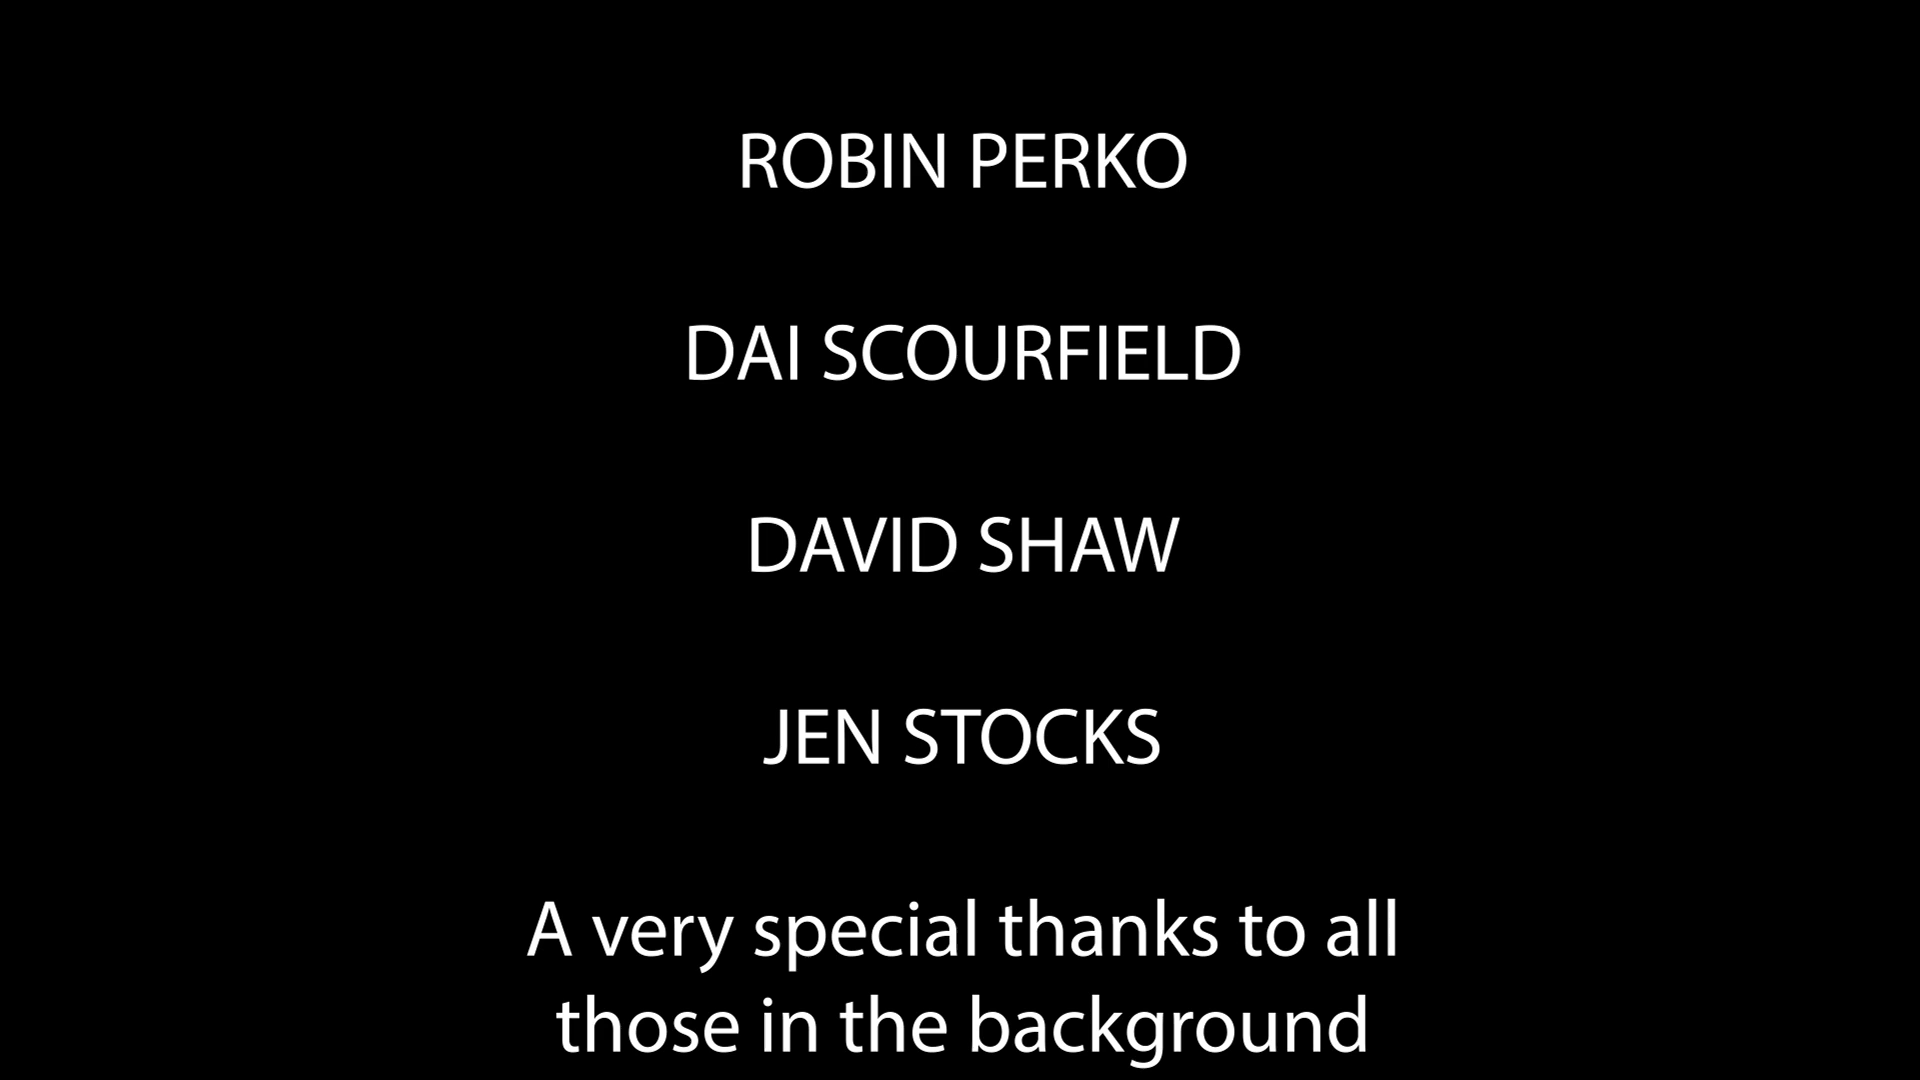 ROBIN PERKO
DAI SCOURFIELD
DAVID SHAW
JEN STOCKS
A very special thanks to all
those in the background